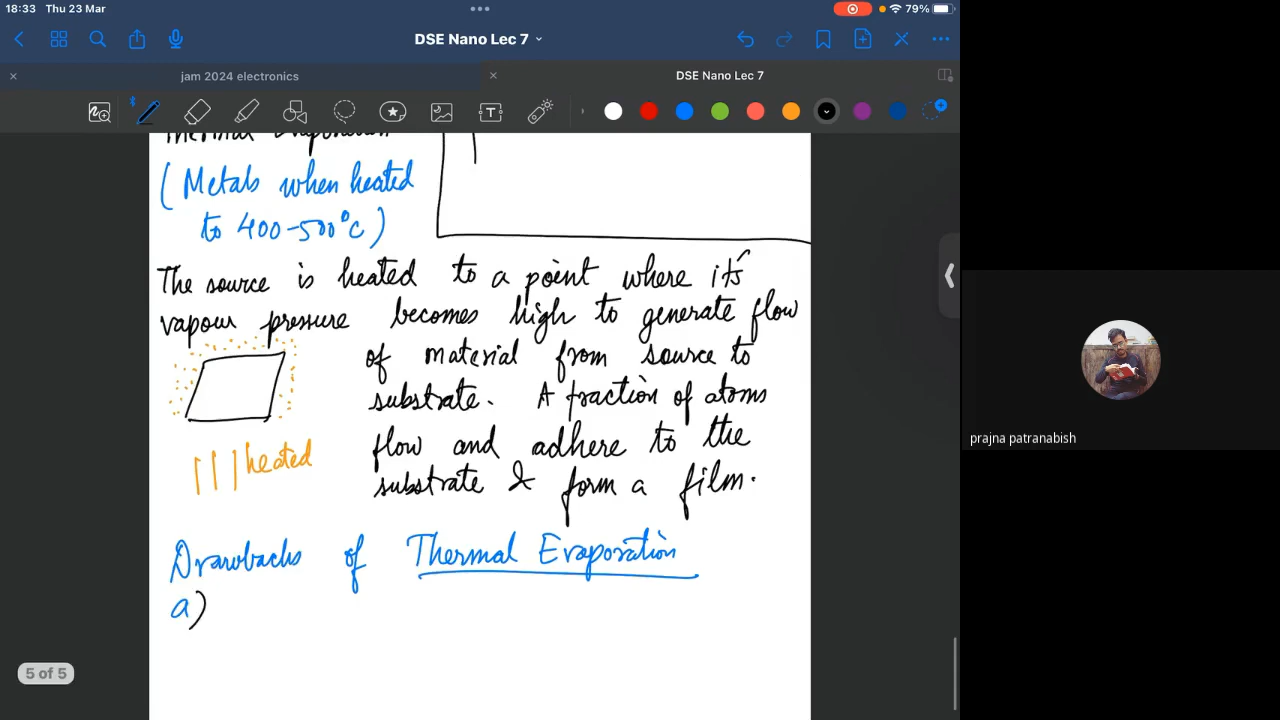 18:33 Thu 23 Mar
79%
DSE Nano Lec 7
jam 2024 electronics
DSE Nano Lec 7
Thermal Evaporation
(Metals when heated
to 400-500°C)
The source is heated to a point where it's
vapour pressure becomes high to generate flow
of material from source to
substrate. A fraction of atoms
flow and adhere to the
substrate & form a film.
heated
Drawbacks of Thermal Evaporation
a)
5 of 5
prajna patranabish